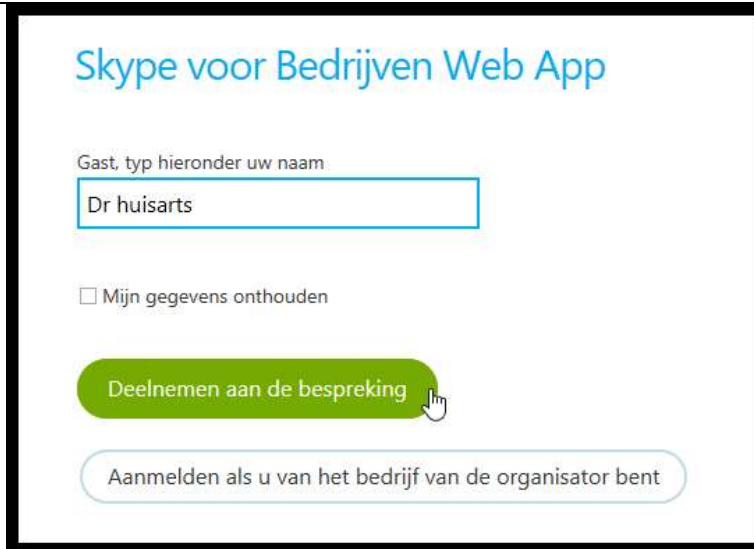 Skype voor Bedrijven Web App
Gast, typ hieronder uw naam
Dr huisarts
Mijn gegevens onthouden
Deelnemen aan de bespreking
Aanmelden als u van het bedrijf van de organisator bent